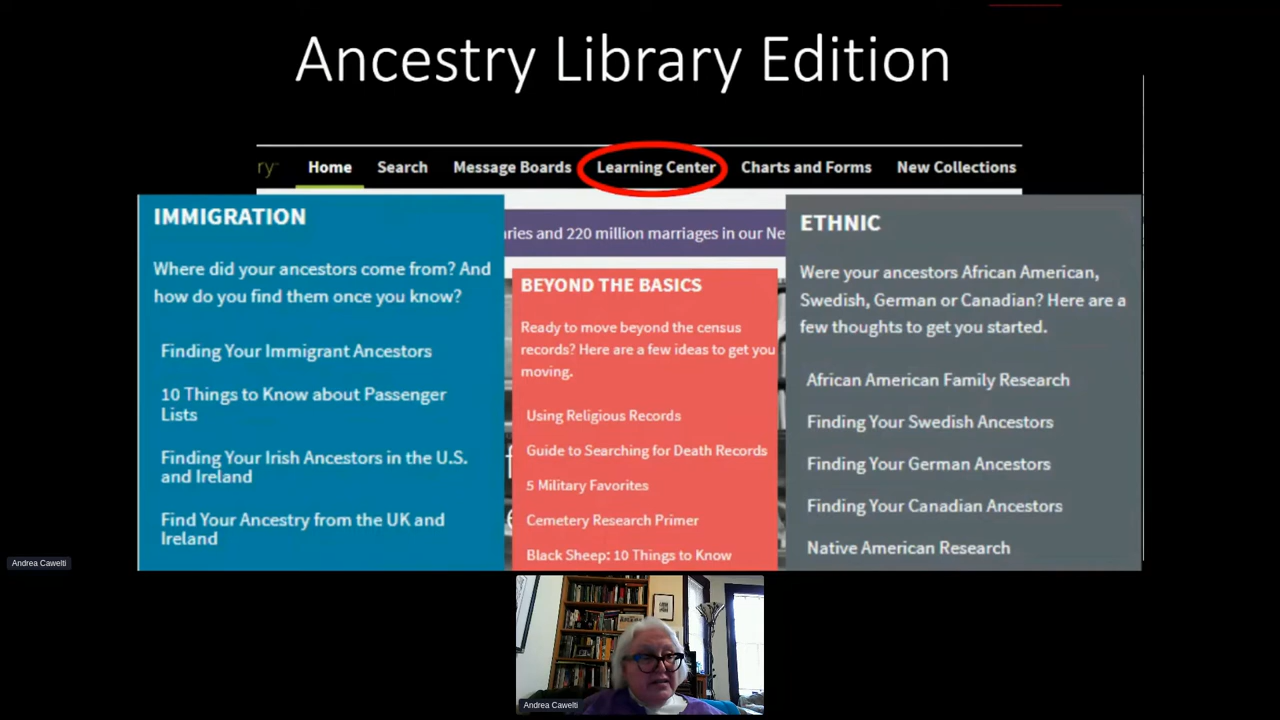 Ancestry Library Edition
ry
Home Search Message Boards Learning Center Charts and Forms New Collections
IMMIGRATION
Where did your ancestors come from? And
how do you find them once you know?
Finding Your Immigrant Ancestors
10 Things to Know about Passenger
Lists
Finding Your Irish Ancestors in the U.S.
and Ireland
Find Your Ancestry from the UK and
Ireland
ries and 220 million marriages in our Ne
BEYOND THE BASICS
Ready to move beyond the census
records? Here are a few ideas to get you
moving.
Using Religious Records
Guide to Searching for Death Records
5 Military Favorites
Cemetery Research Primer
Black Sheep: 10 Things to Know
ETHNIC
Were your ancestors African American,
Swedish, German or Canadian? Here are a
few thoughts to get you started.
African American Family Research
Finding Your Swedish Ancestors
Finding Your German Ancestors
Finding Your Canadian Ancestors
Native American Research
Andrea Cawelti
Andrea Cawelti